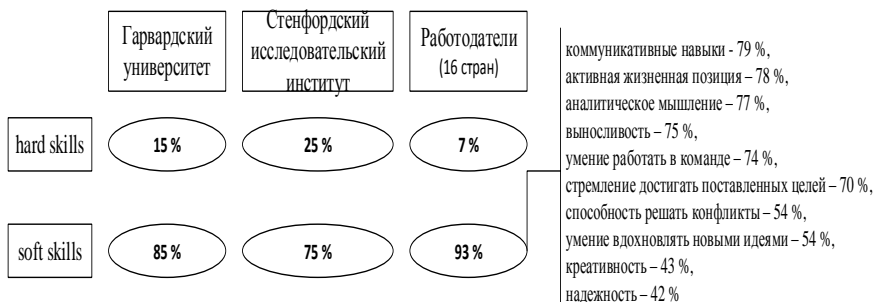 Гарвардский
университет
Стенфордский
исследовательский
институт
Работодатели
(16 стран)
hard skills
15 %
25 %
7 %
soft skills
85 %
75 %
93 %
коммуникативные навыки - 79 %,
активная жизненная позиция – 78 %,
аналитическое мышление – 77 %,
выносливость – 75 %,
умение работать в команде – 74 %,
стремление достигать поставленных целей – 70 %,
способность решать конфликты – 54 %,
умение вдохновлять новыми идеями – 54 %,
креативность – 43 %,
надежность – 42 %